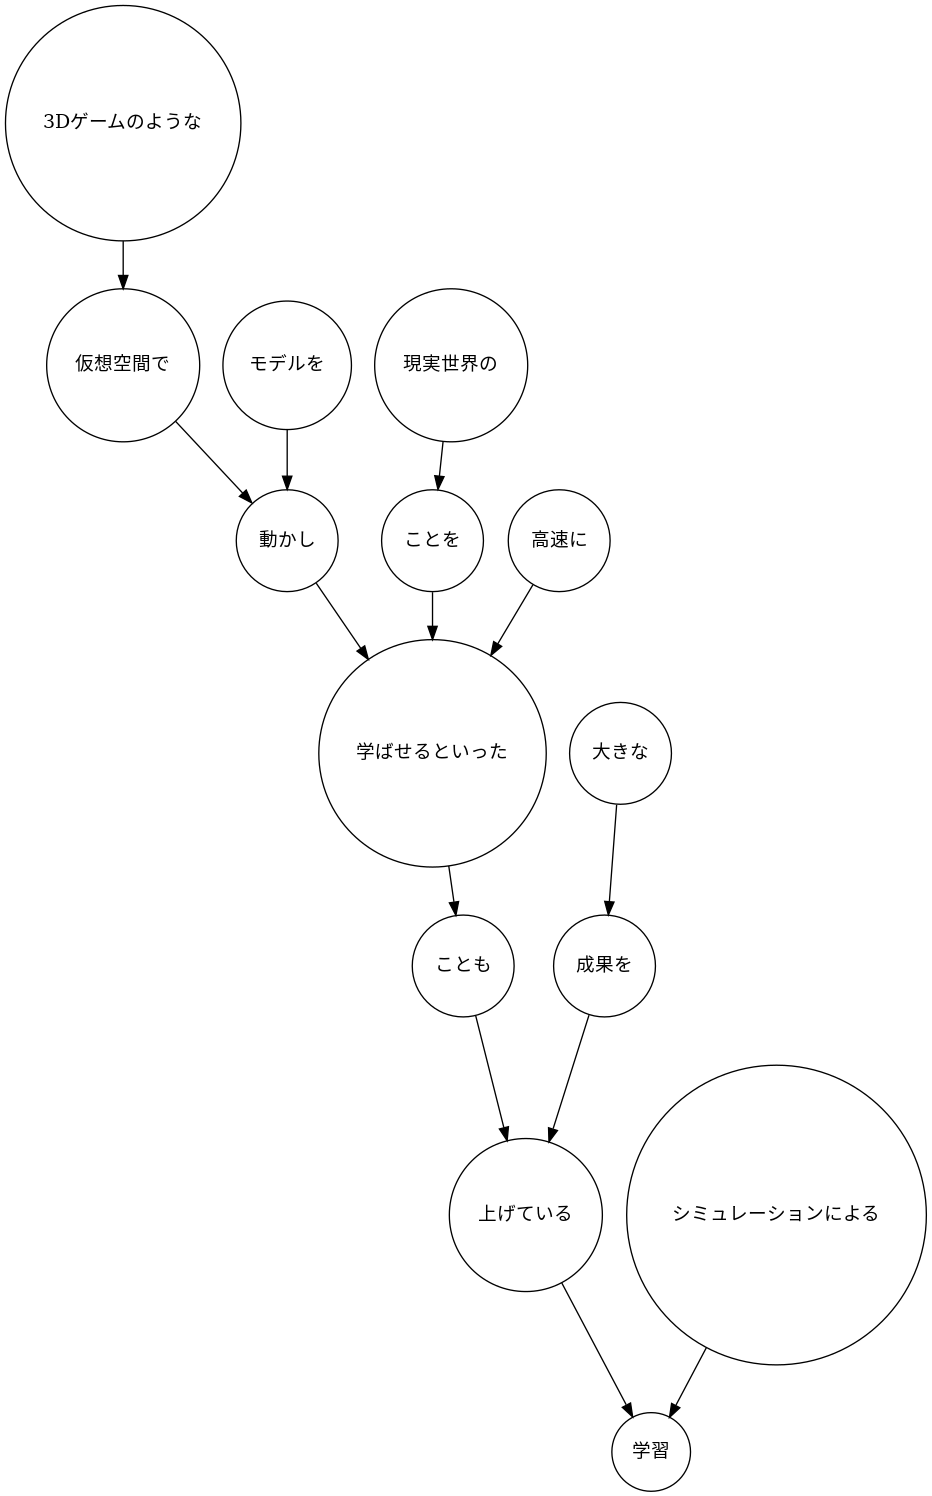 3Dゲームのような
仮想空間で
モデルを
現実世界の
動かし
ことを
高速に
学ばせるといった
大きな
ことも
成果を
上げている
シミュレーションによる
学習